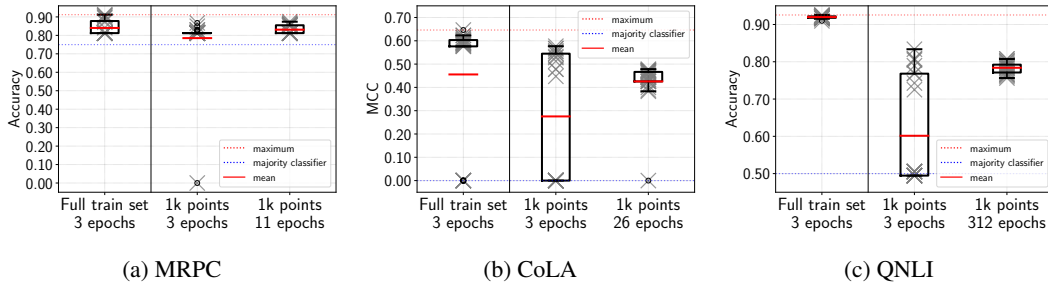 0.90
0.80
0.70
0.60
0.50
0.40
0.30
0.20
0.10
0.00
Accuracy
maximum
majority classifier
mean
Full train set
3 epochs
1k points
3 epochs
1k points
11 epochs
(a) MRPC
0.70
0.60
0.50
0.40
0.30
0.20
0.10
0.00
MCC
maximum
majority classifier
mean
Full train set
3 epochs
1k points
3 epochs
1k points
26 epochs
(b) CoLA
0.90
0.80
0.70
0.60
0.50
Accuracy
maximum
majority classifier
mean
Full train set
3 epochs
1k points
3 epochs
1k points
312 epochs
(c) QNLI